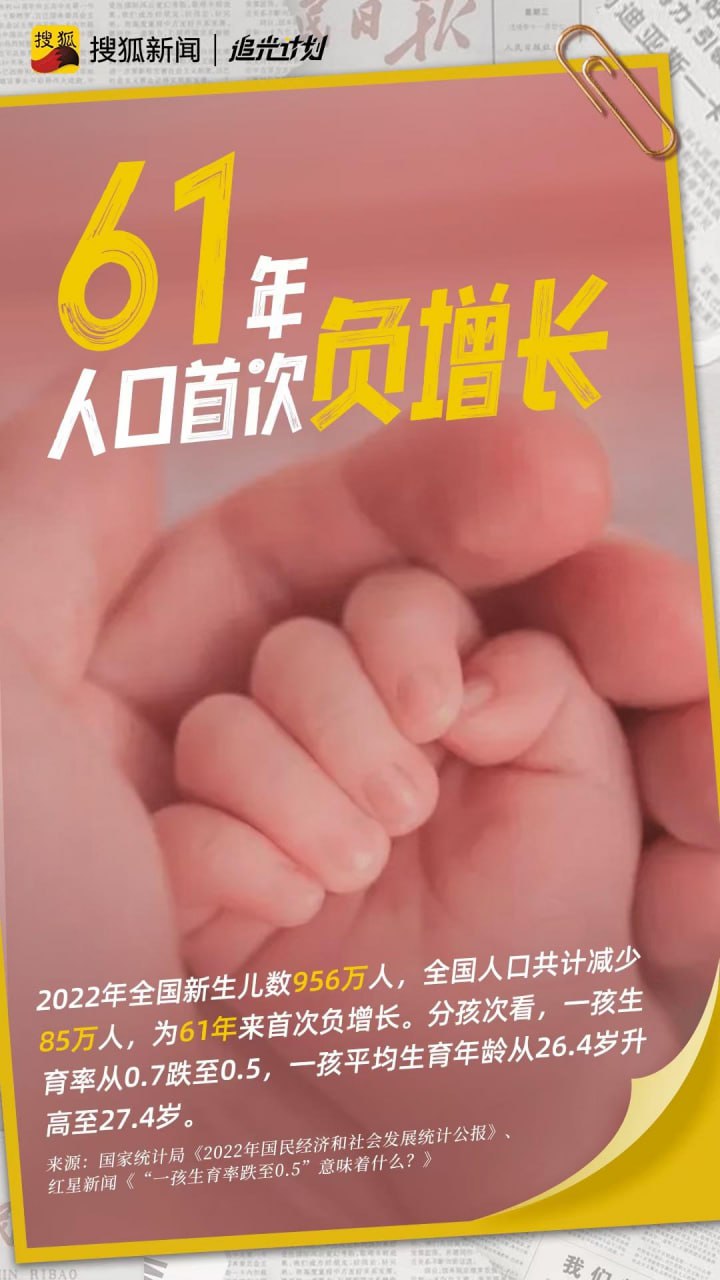 搜狐
搜狐新闻 | 追光计划
61年
人口首次负增长
2022年全国新生儿数956万人，全国人口共计减少
85万人，为61年来首次负增长。分孩次看，一孩生
育率从0.7跌至0.5，一孩平均生育年龄从26.4岁升
高至27.4岁。
来源：国家统计局《2022年国民经济和社会发展统计公报》、
红星新闻《“一孩生育率跌至0.5”意味着什么？》
我们